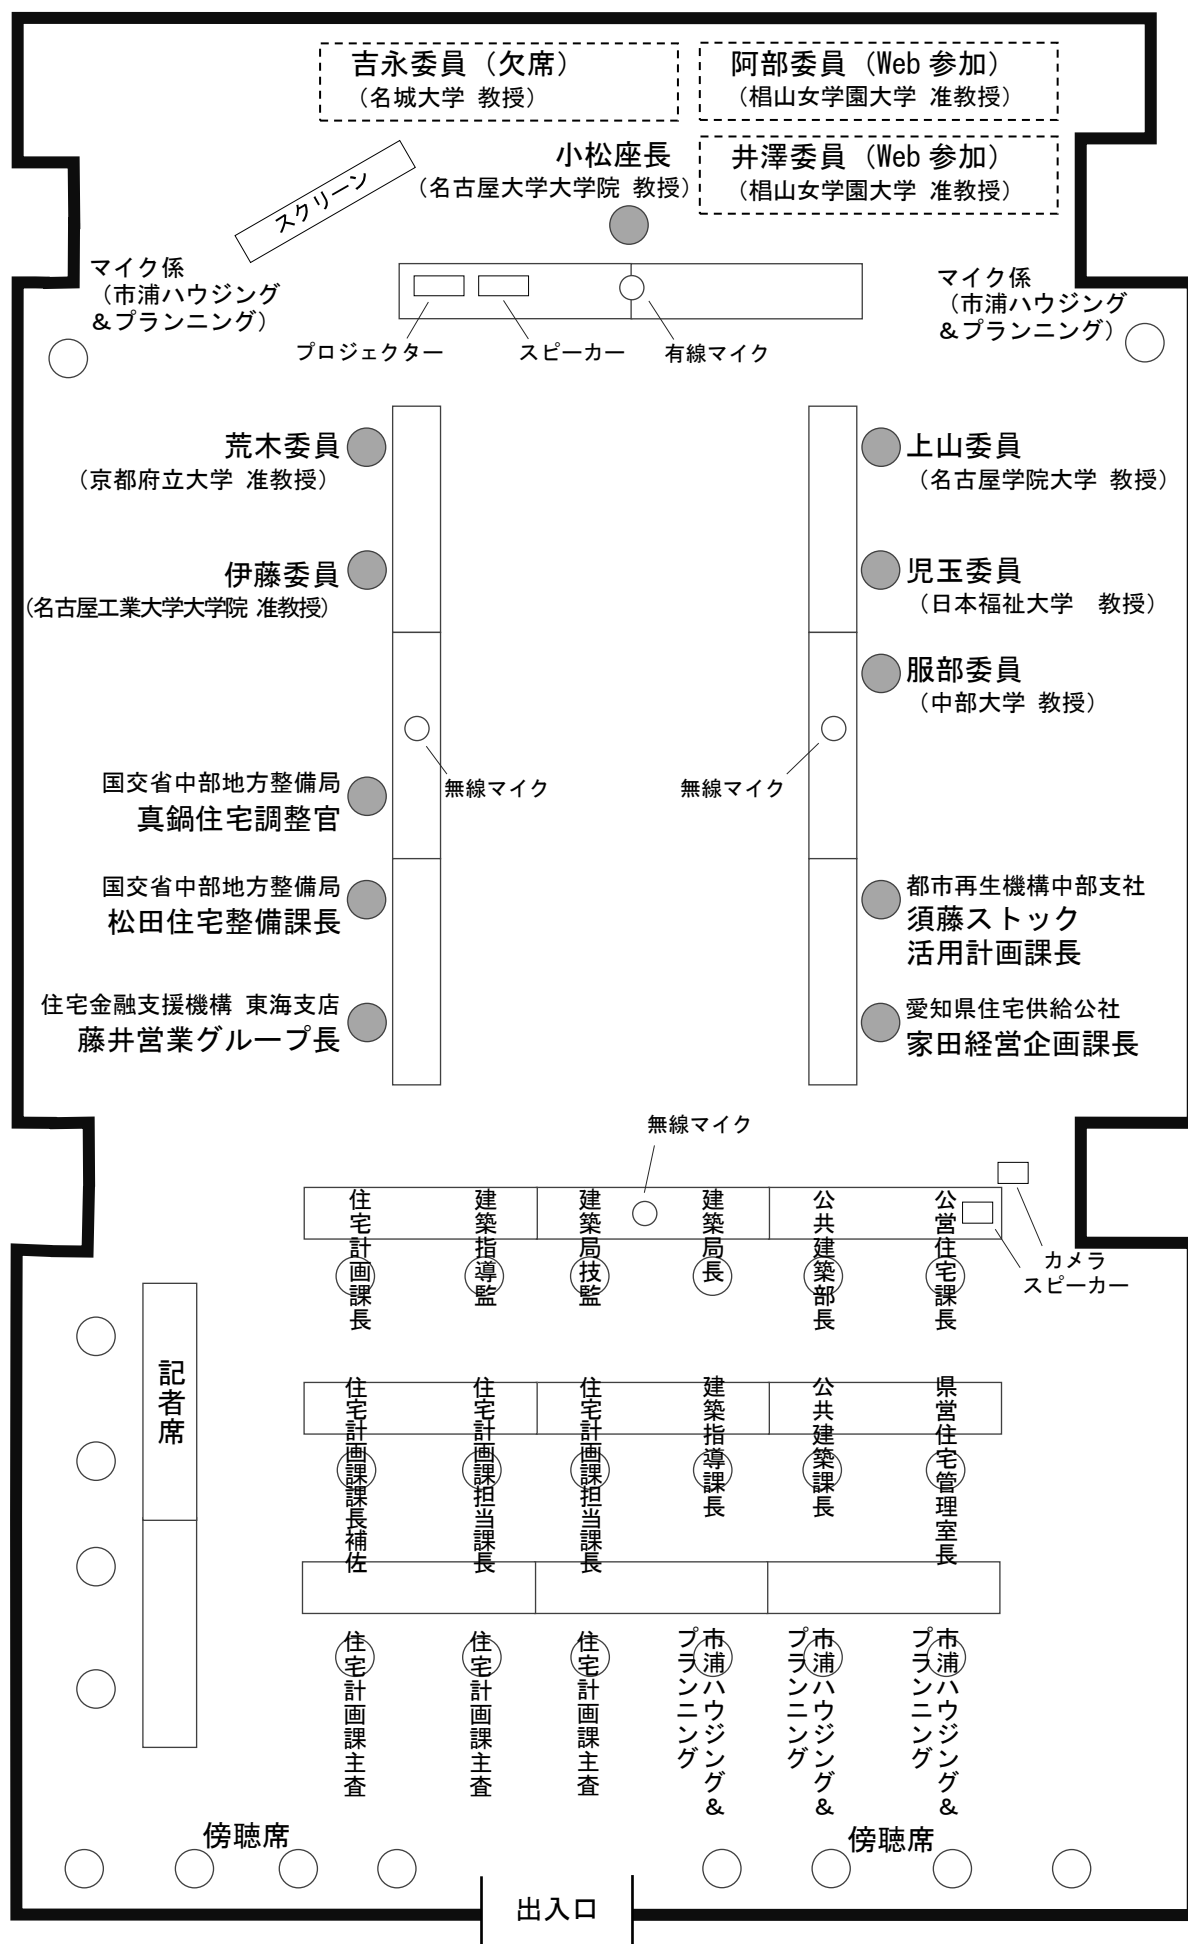 吉永委員（欠席）
（名城大学 教授）
阿部委員（Web 参加）
（椙山女学園大学 准教授）
小松座長
（名古屋大学大学院 教授）
井澤委員（Web 参加）
（椙山女学園大学 准教授）
スクリーン
マイク係
（市浦ハウジング
＆プランニング）
マイク係
（市浦ハウジング
＆プランニング）
プロジェクター
スピーカー
有線マイク
荒木委員
（京都府立大学 准教授）
上山委員
（名古屋学院大学 教授）
伊藤委員
（名古屋工業大学大学院 准教授）
児玉委員
（日本福祉大学　教授）
服部委員
（中部大学 教授）
無線マイク
無線マイク
国交省中部地方整備局
真鍋住宅調整官
国交省中部地方整備局
松田住宅整備課長
都市再生機構中部支社
須藤ストック
活用計画課長
住宅金融支援機構 東海支店
藤井営業グループ長
愛知県住宅供給公社
家田経営企画課長
無線マイク
住宅計画課長
建築指導監
建築局技監
建築局長
公共建築部長
公営住宅課長
カメラ
スピーカー
記者席
住宅計画課課長補佐
住宅計画課担当課長
住宅計画課担当課長
建築指導課長
公共建築課長
県営住宅管理室長
住宅計画課主査
住宅計画課主査
住宅計画課主査
市浦ハウジング＆
プランニング
市浦ハウジング＆
プランニング
市浦ハウジング＆
プランニング
傍聴席
傍聴席
出入口